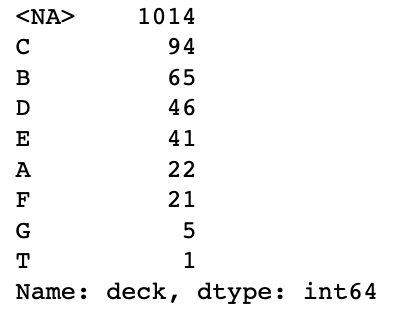 <NA>    1014
C         94
B         65
D         46
E         41
A         22
F         21
G          5
T          1
Name: deck, dtype: int64